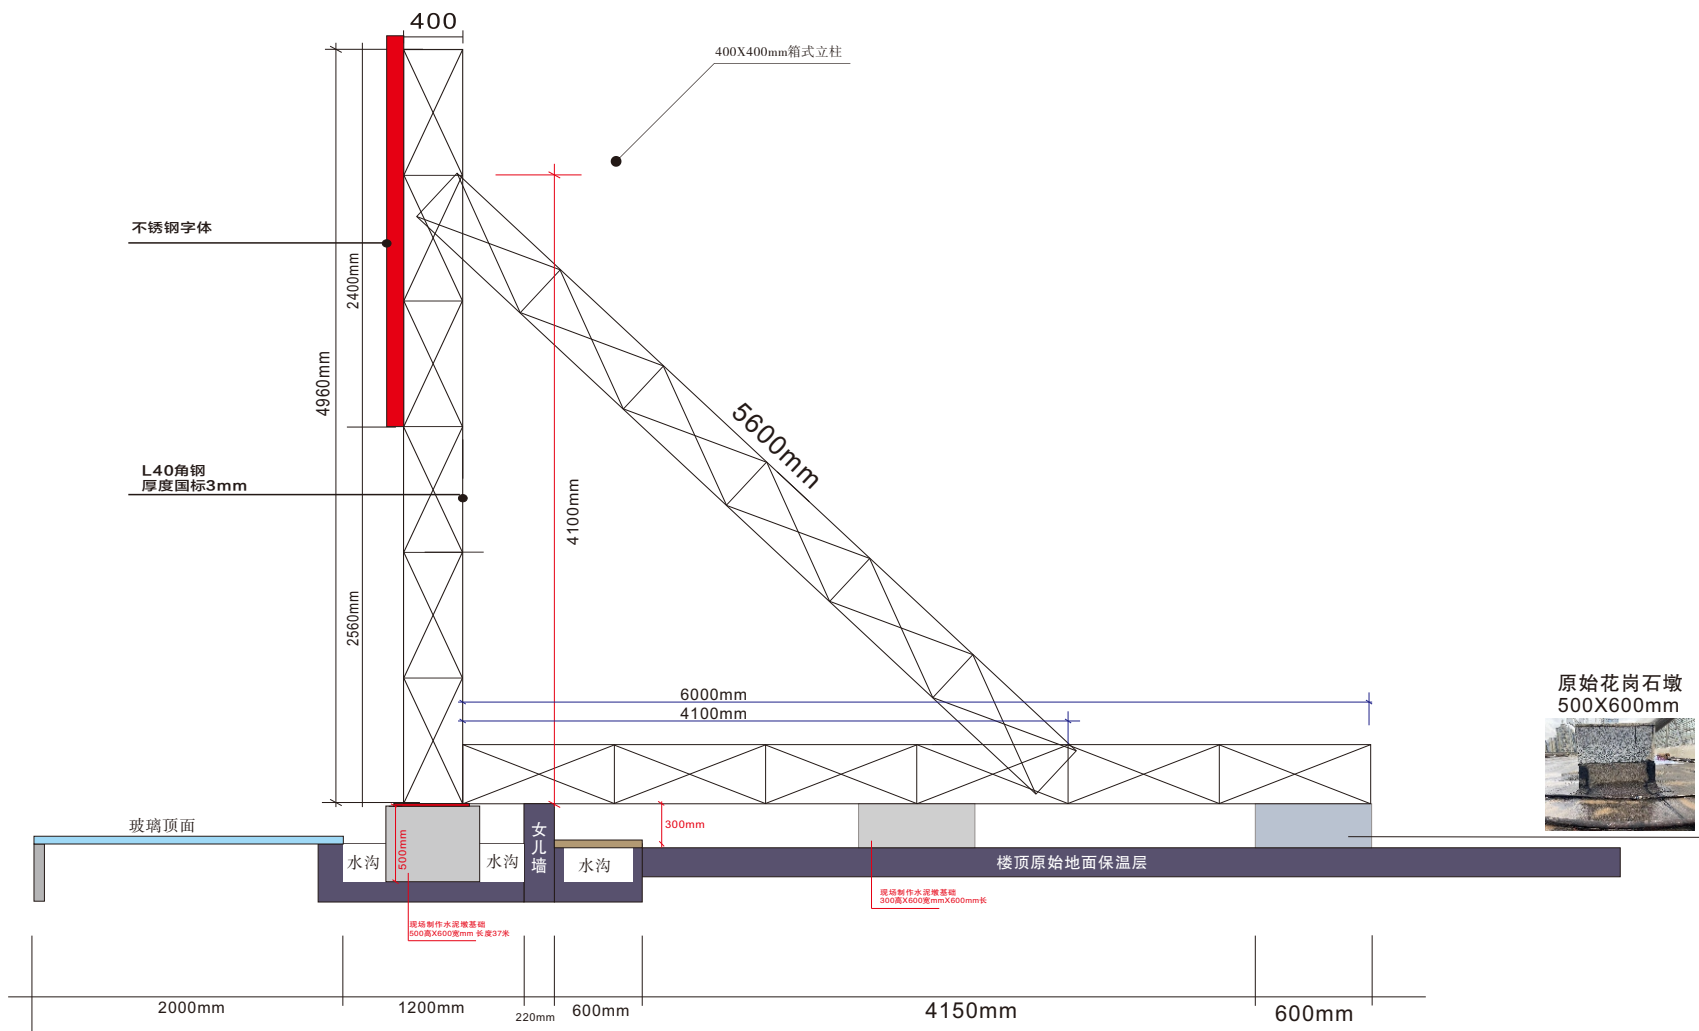 400
400X400mm箱式立柱
不锈钢字体
2400mm
4960mm
5600mm
L40角钢
厚度国标3mm
4100mm
2560mm
6000mm
4100mm
原始花岗石墩
500X600mm
玻璃顶面
300mm
500mm
水沟
水沟
女儿墙
水沟
楼顶原始地面保温层
现场制作水泥墩基础
300高X600宽mmX600mm长
现场制作水泥墩基础
500高X600宽mm 长度37米
2000mm
1200mm
220mm
600mm
4150mm
600mm